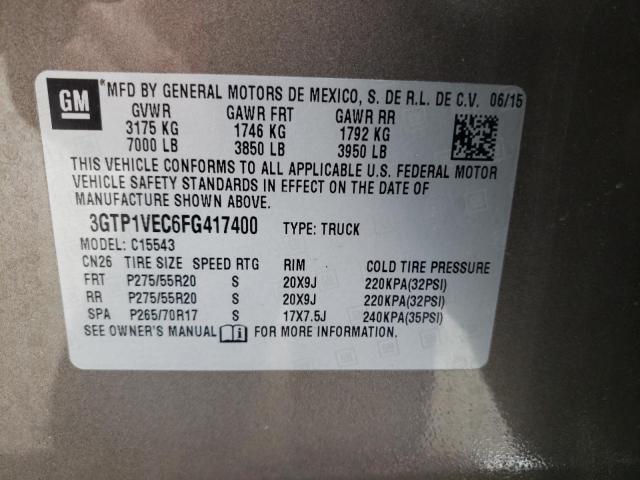 GM
*MFD BY GENERAL MOTORS DE MEXICO, S. DE R.L. DE C.V. 06/15
GVWR GAWR FRT GAWR RR
3175 KG 1746 KG 1792 KG
7000 LB 3850 LB 3950 LB
THIS VEHICLE CONFORMS TO ALL APPLICABLE U.S. FEDERAL MOTOR
VEHICLE SAFETY STANDARDS IN EFFECT ON THE DATE OF
MANUFACTURE SHOWN ABOVE.
3GTP1VEC6FG417400 TYPE: TRUCK
MODEL: C15543
CN26 TIRE SIZE SPEED RTG RIM COLD TIRE PRESSURE
FRT P275/55R20 S 20X9J 220KPA(32PSI)
RR P275/55R20 S 20X9J 220KPA(32PSI)
SPA P265/70R17 S 17X7.5J 240KPA(35PSI)
SEE OWNER'S MANUAL FOR MORE INFORMATION.